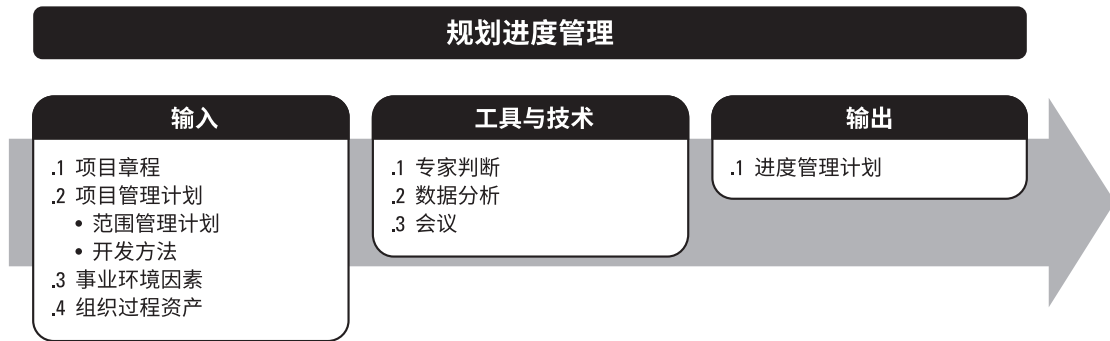 规划进度管理
输入
.1 项目章程
.2 项目管理计划
• 范围管理计划
• 开发方法
.3 事业环境因素
.4 组织过程资产
工具与技术
.1 专家判断
.2 数据分析
.3 会议
输出
.1 进度管理计划